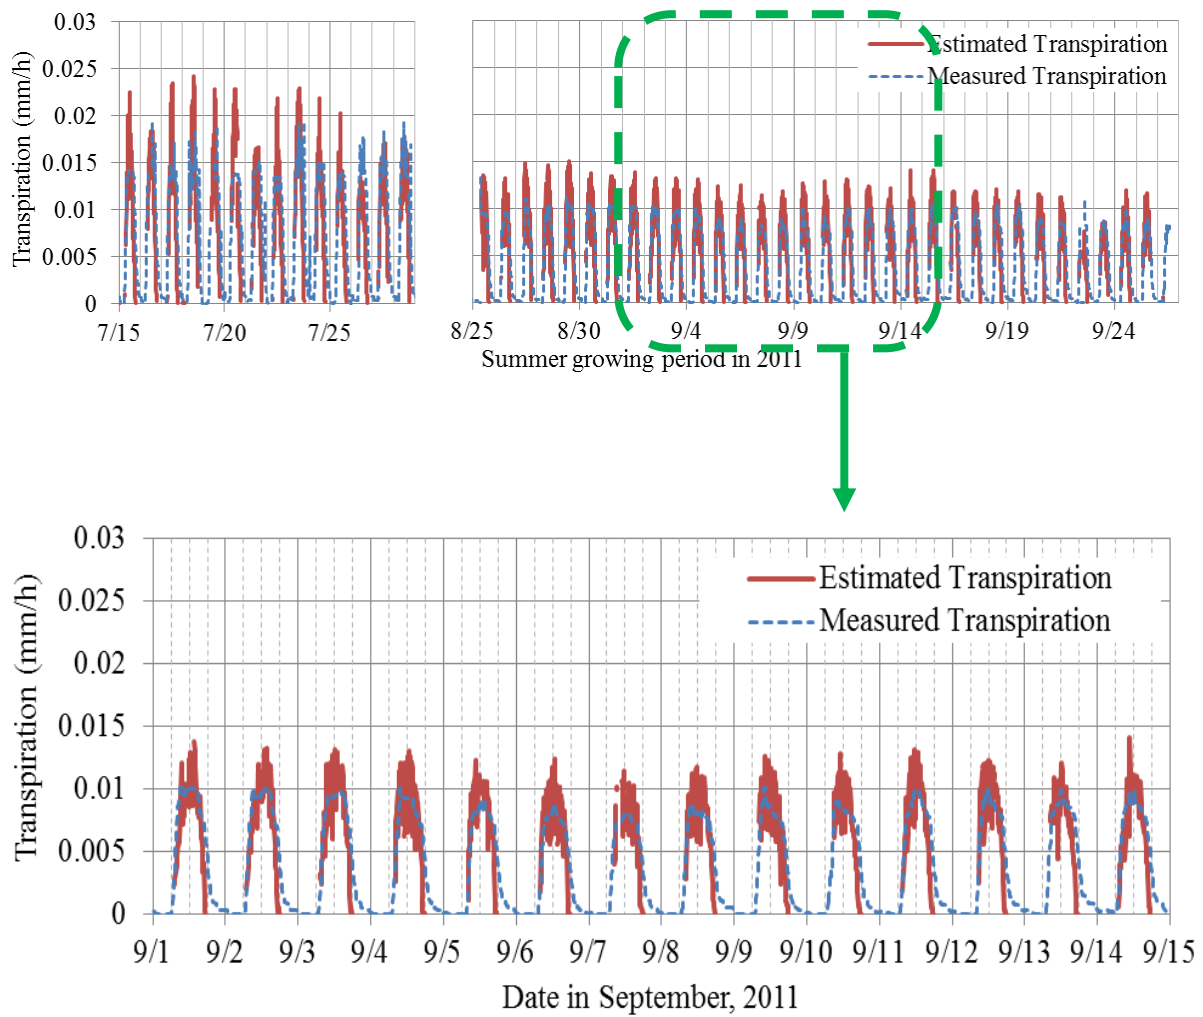 0.03
0.025
0.02
0.015
0.01
0.005
0
Transpiration (mm/h)
Estimated Transpiration
Measured Transpiration
7/15 7/20 7/25 8/25 8/30 9/4 9/9 9/14 9/19 9/24
Summer growing period in 2011
0.03
0.025
0.02
0.015
0.01
0.005
0
Transpiration (mm/h)
Estimated Transpiration
Measured Transpiration
9/1 9/2 9/3 9/4 9/5 9/6 9/7 9/8 9/9 9/10 9/11 9/12 9/13 9/14 9/15
Date in September, 2011